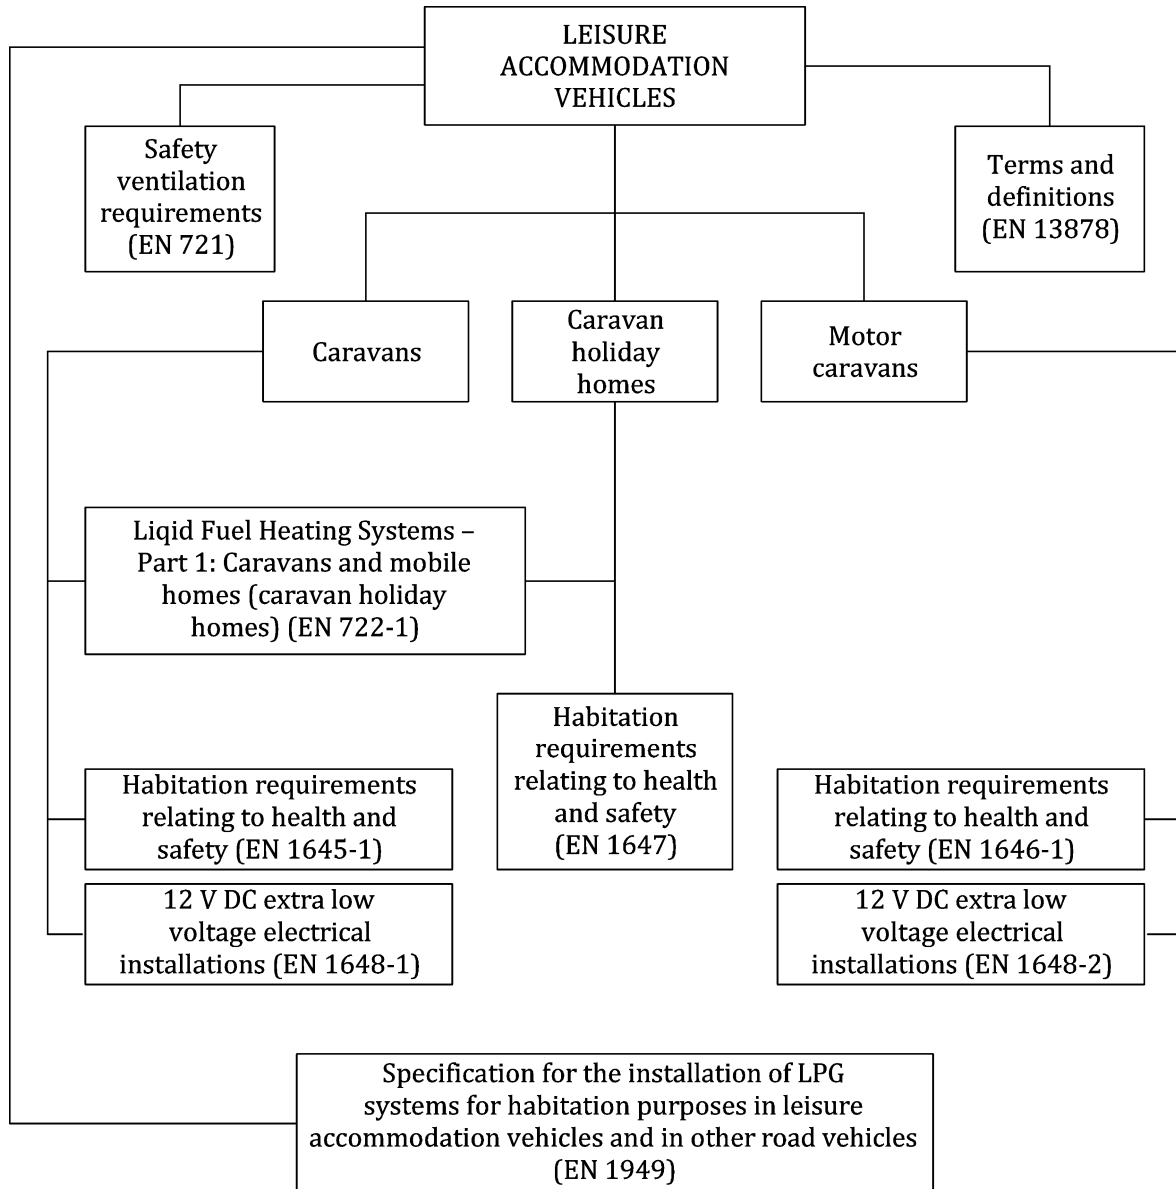 LEISURE
ACCOMMODATION
VEHICLES
Safety
ventilation
requirements
(EN 721)
Terms and
definitions
(EN 13878)
Caravans
Caravan
holiday
homes
Motor
caravans
Liqid Fuel Heating Systems –
Part 1: Caravans and mobile
homes (caravan holiday
homes) (EN 722-1)
Habitation
requirements
relating to health
and safety
(EN 1647)
Habitation requirements
relating to health and
safety (EN 1645-1)
Habitation requirements
relating to health and
safety (EN 1646-1)
12 V DC extra low
voltage electrical
installations (EN 1648-1)
12 V DC extra low
voltage electrical
installations (EN 1648-2)
Specification for the installation of LPG
systems for habitation purposes in leisure
accommodation vehicles and in other road vehicles
(EN 1949)